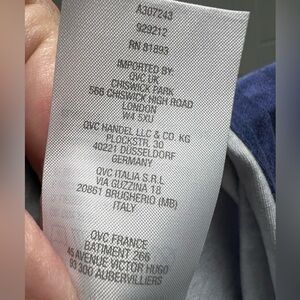 A307243
929212
RN 81893
IMPORTED BY:
QVC UK
CHISWICK PARK
566 CHISWICK HIGH ROAD
LONDON
W4 5XU
QVC HANDEL LLC & CO. KG
PLOCKSTR. 30
40221 DÜSSELDORF
GERMANY
QVC ITALIA S.R.L
VIA GUZZINA 18
20861 BRUGHERIO (MB)
ITALY
QVC FRANCE
BATIMENT 266
45 AVENUE VICTOR HUGO
93 300 AUBERVILLIERS